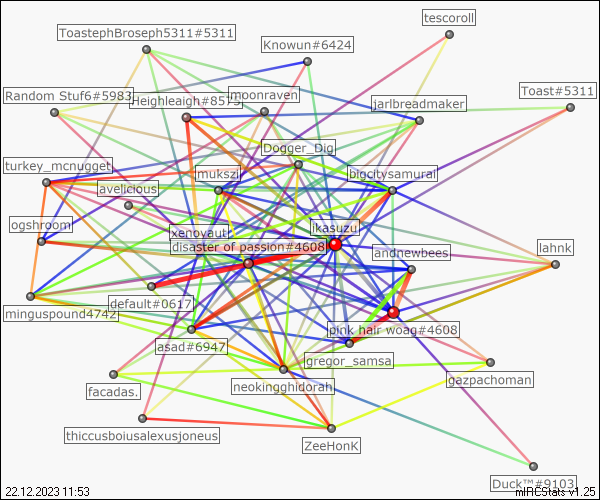 tescoroll
ToastephBroseph5311#5311
Knowun#6424
Toast#5311
Random Stuf6#5983
Heighleaigh#8575
moonraven
jarlbreadmaker
Dogger_Dig
turkey_mcnugget
mukszi
bigcitysamurai
avelicious
ogshroom
xenovaut
ikasuzu
disaster of passion#4608
andnewbees
lahnk
default#0617
minguspound4742
pink hair woag#4608
asad#6947
gregor_samsa
neokingghidorah
gazpachoman
facadas.
thiccusboiusalexusjoneus
ZeeHonK
Duck™#9103
22.12.2023 11:53
mIRCStats v1.25